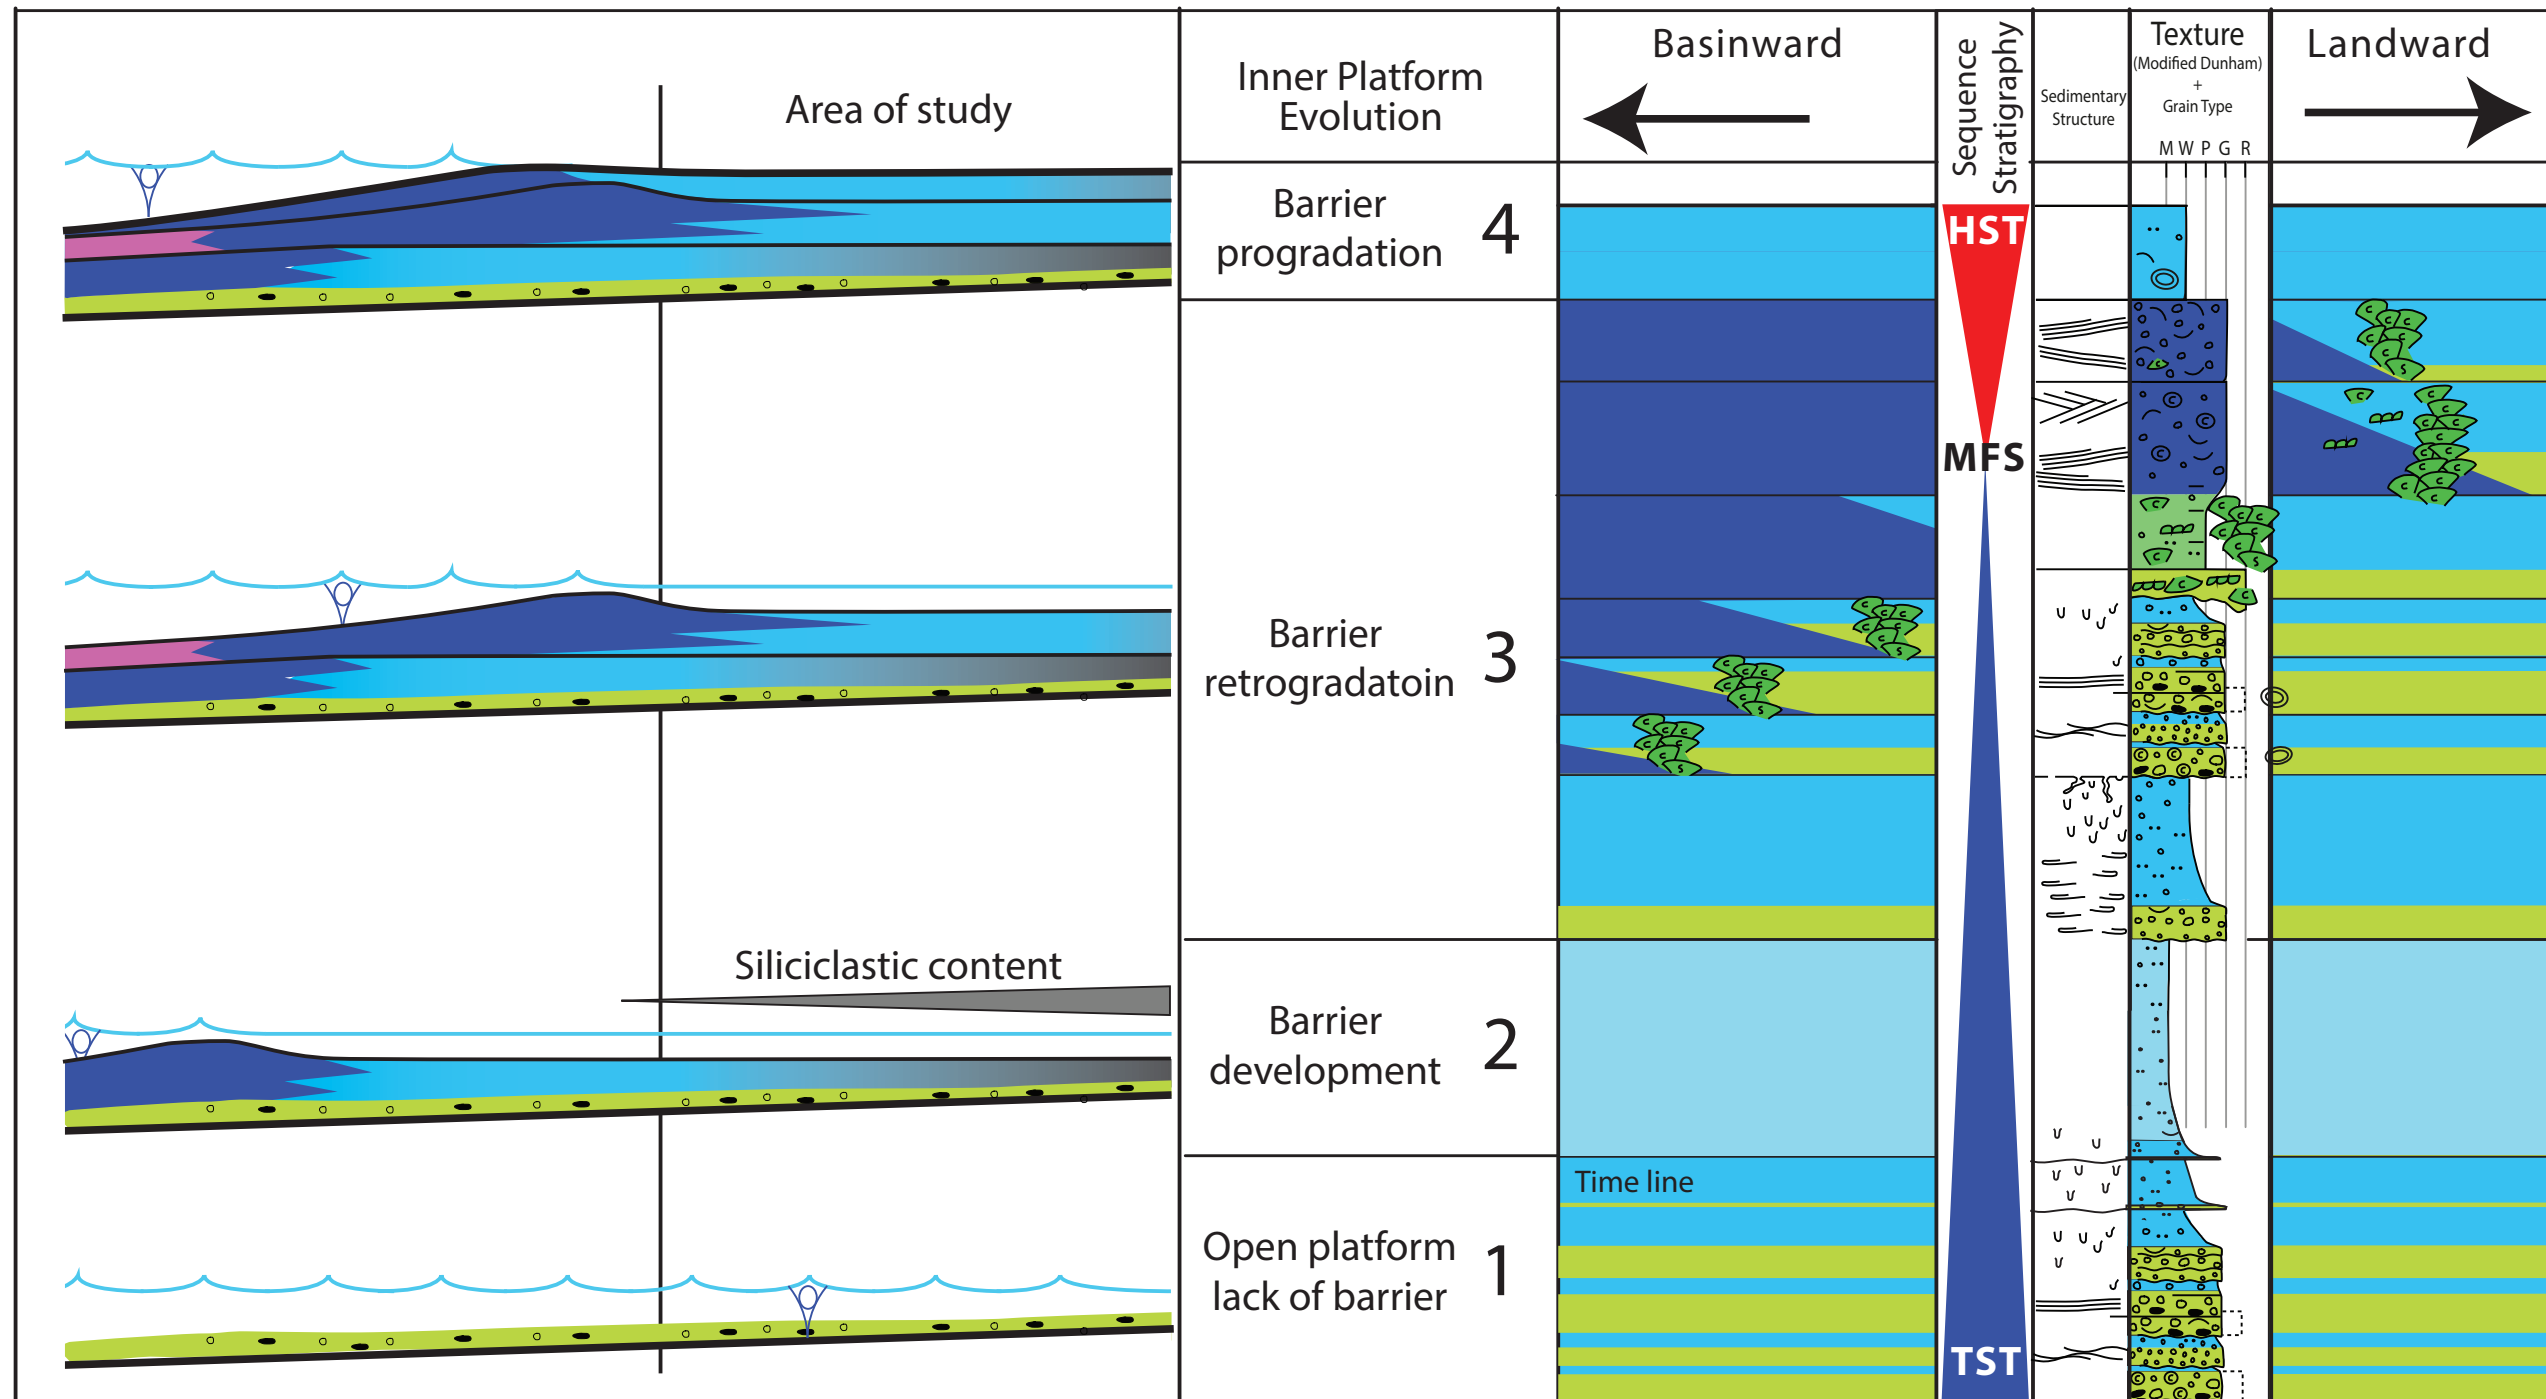 Area of study
Inner Platform
Evolution
Basinward
Sequence
Stratigraphy
Sedimentary
Structure
Texture
(Modified Dunham)
+
Grain Type
M W P G R
Landward
Barrier
progradation 4
HST
MFS
Barrier
retrogradatoin 3
Siliciclastic content
Barrier
development 2
Time line
Open platform
lack of barrier 1
TST